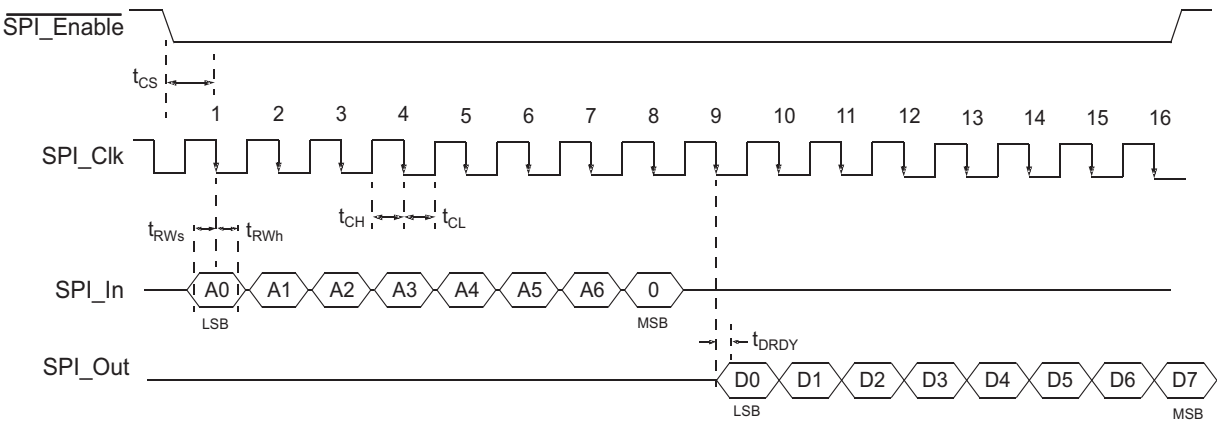 SPI_Enable
tCS
1 2 3 4 5 6 7 8 9 10 11 12 13 14 15 16
SPI_Clk
tCH tCL
tRWs tRWh
SPI_In A0 A1 A2 A3 A4 A5 A6 0
LSB MSB
tDRDY
SPI_Out D0 D1 D2 D3 D4 D5 D6 D7
LSB MSB